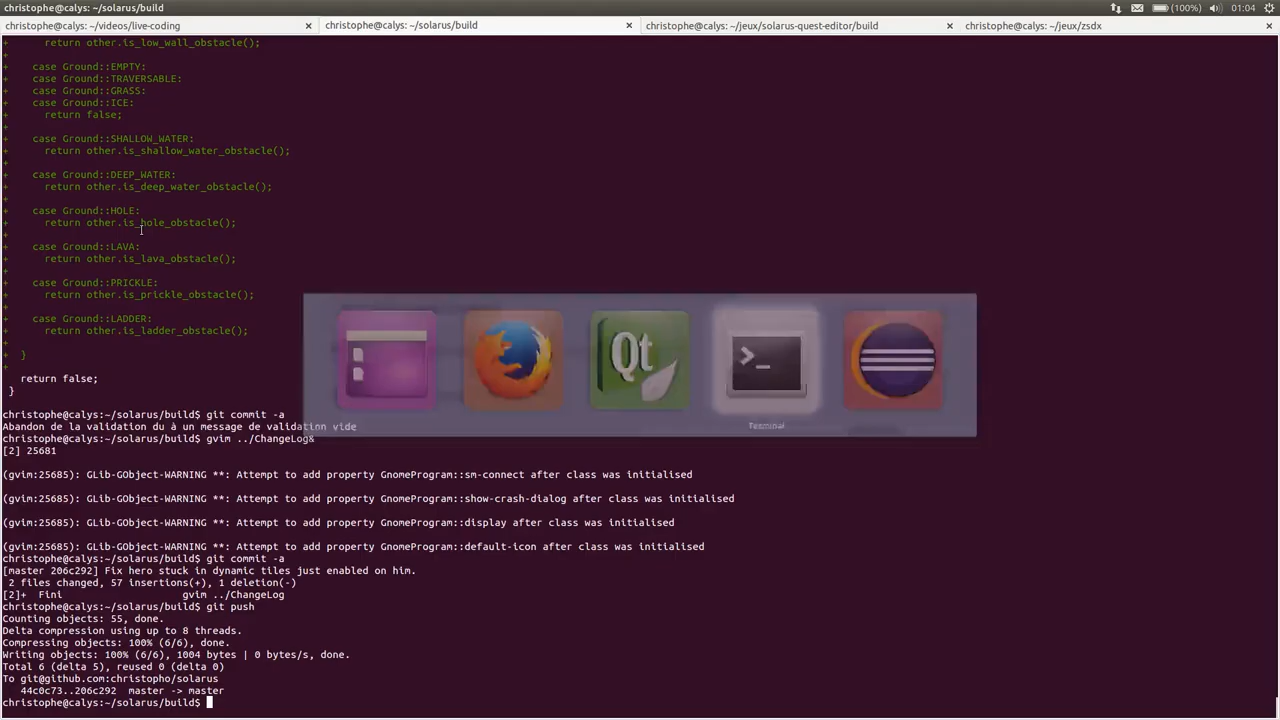 christophe@calys: ~/solarus/build
(100%) 01:04
christophe@calys: ~/videos/live-coding
christophe@calys: ~/solarus/build
christophe@calys: ~/jeux/solarus-quest-editor/build
christophe@calys: ~/jeux/zsdx
+      return other.is_low_wall_obstacle();
+
+    case Ground::EMPTY:
+    case Ground::TRAVERSABLE:
+    case Ground::GRASS:
+    case Ground::ICE:
+      return false;
+
+    case Ground::SHALLOW_WATER:
+      return other.is_shallow_water_obstacle();
+
+    case Ground::DEEP_WATER:
+      return other.is_deep_water_obstacle();
+
+    case Ground::HOLE:
+      return other.is_hole_obstacle();
+
+    case Ground::LAVA:
+      return other.is_lava_obstacle();
+
+    case Ground::PRICKLE:
+      return other.is_prickle_obstacle();
+
+    case Ground::LADDER:
+      return other.is_ladder_obstacle();
+
+  }
+
   return false;
 }
christophe@calys:~/solarus/build$ git commit -a
Abandon de la validation du à un message de validation vide
christophe@calys:~/solarus/build$ gvim ../ChangeLog&
[2] 25681
(gvim:25685): GLib-GObject-WARNING **: Attempt to add property GnomeProgram::sm-connect after class was initialised
(gvim:25685): GLib-GObject-WARNING **: Attempt to add property GnomeProgram::show-crash-dialog after class was initialised
(gvim:25685): GLib-GObject-WARNING **: Attempt to add property GnomeProgram::display after class was initialised
(gvim:25685): GLib-GObject-WARNING **: Attempt to add property GnomeProgram::default-icon after class was initialised
christophe@calys:~/solarus/build$ git commit -a
[master 206c292] Fix hero stuck in dynamic tiles just enabled on him.
 2 files changed, 57 insertions(+), 1 deletion(-)
[2]+  Fini                    gvim ../ChangeLog
christophe@calys:~/solarus/build$ git push
Counting objects: 55, done.
Delta compression using up to 8 threads.
Compressing objects: 100% (6/6), done.
Writing objects: 100% (6/6), 1004 bytes | 0 bytes/s, done.
Total 6 (delta 5), reused 0 (delta 0)
To git@github.com:christopho/solarus
   44c0c73..206c292  master -> master
christophe@calys:~/solarus/build$
Qt
>_
Terminal